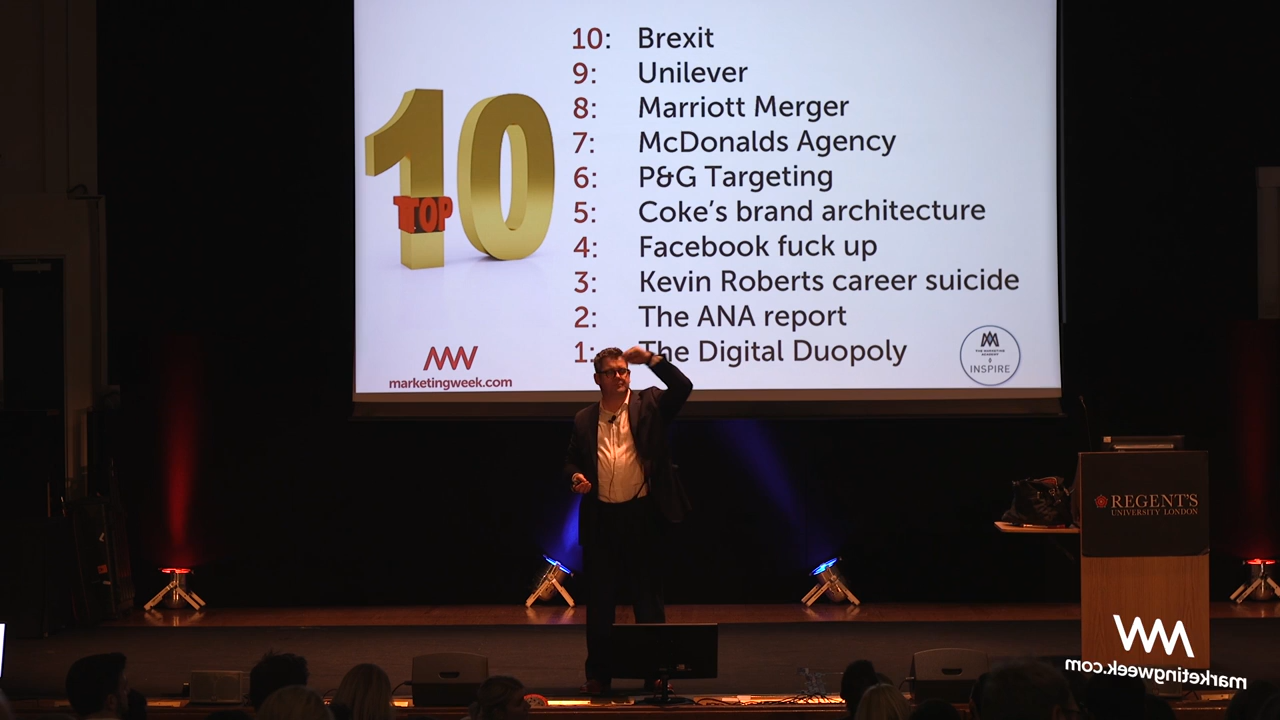 10: Brexit
9: Unilever
8: Marriott Merger
7: McDonalds Agency
6: P&G Targeting
5: Coke's brand architecture
4: Facebook fuck up
3: Kevin Roberts career suicide
2: The ANA report
1: The Digital Duopoly
10
TOP
MW
marketingweek.com
INSPIRE
REGENT'S
UNIVERSITY LONDON
MW
marketingweek.com